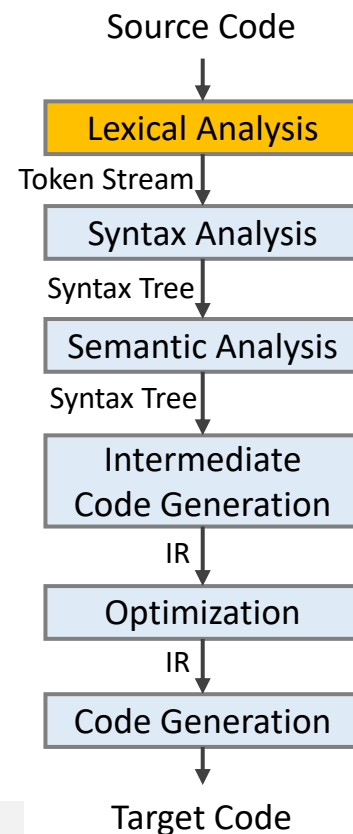 Source Code
Lexical Analysis
Token Stream
Syntax Analysis
Syntax Tree
Semantic Analysis
Syntax Tree
Intermediate
Code Generation
IR
Optimization
IR
Code Generation
Target Code